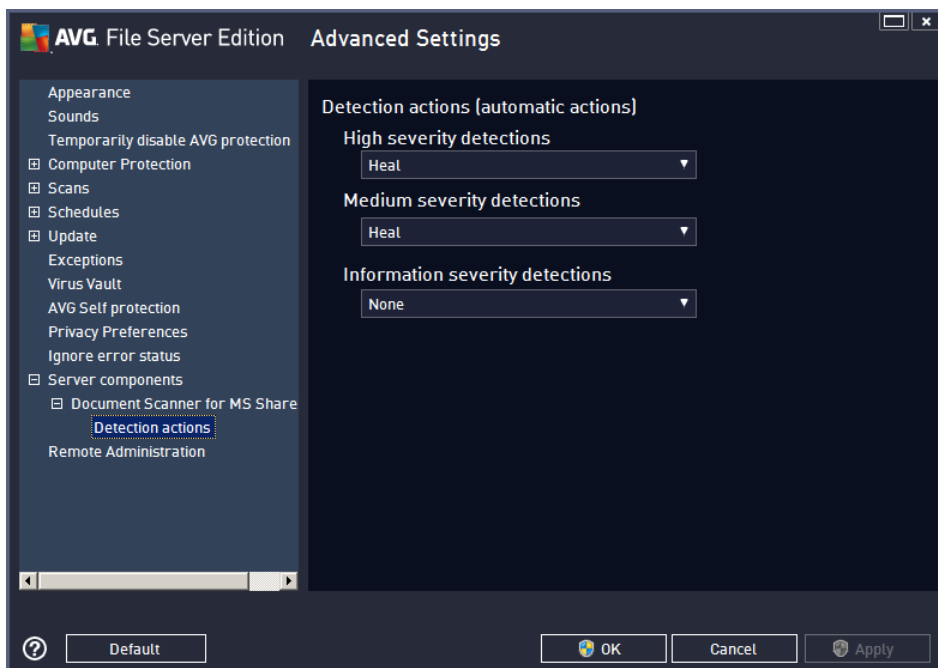 AVG. File Server Edition Advanced Settings
Appearance
Sounds
Temporarily disable AVG protection
Computer Protection
Scans
Schedules
Update
Exceptions
Virus Vault
AVG Self protection
Privacy Preferences
Ignore error status
Server components
Document Scanner for MS Share
Detection actions
Remote Administration
Detection actions (automatic actions)
High severity detections
Heal
Medium severity detections
Heal
Information severity detections
None
Default
OK
Cancel
Apply